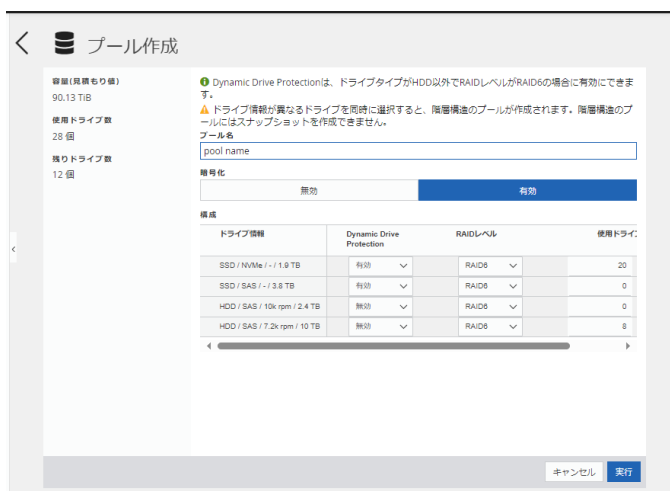 プール作成
容量(見積もり値)
90.13 TiB
使用ドライブ数
28 個
残りドライブ数
12 個
Dynamic Drive Protectionは、ドライブタイプがHDD以外でRAIDレベルがRAID6の場合に有効にできま
す。
ドライブ情報が異なるドライブを同時に選択すると、階層構造のプールが作成されます。階層構造のプ
ールにはスナップショットを作成できません。
プール名
pool name
暗号化
無効 有効
構成
ドライブ情報 Dynamic Drive Protection RAIDレベル 使用ドライ
SSD / NVMe / - / 1.9 TB 有効 RAID6 20
SSD / SAS / - / 3.8 TB 有効 RAID6 0
HDD / SAS / 10k rpm / 2.4 TB 無効 RAID6 0
HDD / SAS / 7.2k rpm / 10 TB 無効 RAID6 8
キャンセル 実行